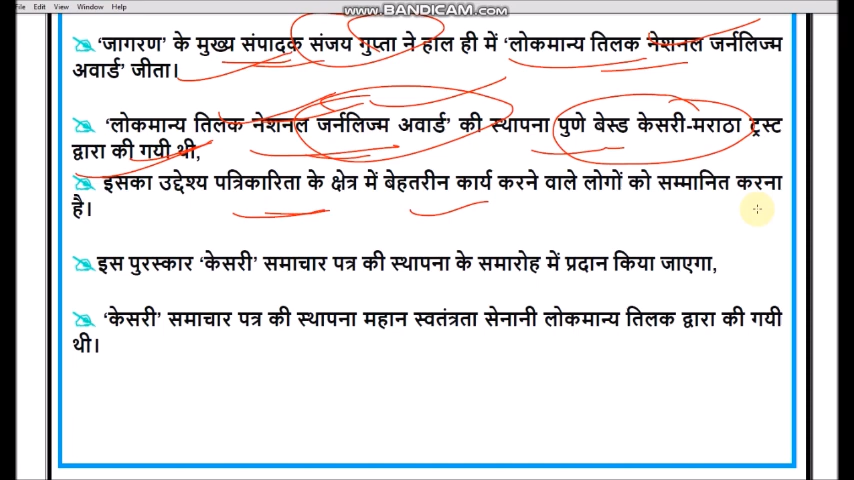 www.BANDICAM.com
File Edit View Window Help
'जागरण' के मुख्य संपादक संजय गुप्ता ने हाल ही में 'लोकमान्य तिलक नेशनल जर्नलिज्म
अवार्ड' जीता।
'लोकमान्य तिलक नेशनल जर्नलिज्म अवार्ड' की स्थापना पुणे बेस्ड केसरी-मराठा ट्रस्ट
द्वारा की गयी थी,
इसका उद्देश्य पत्रिकारिता के क्षेत्र में बेहतरीन कार्य करने वाले लोगों को सम्मानित करना
है।
इस पुरस्कार 'केसरी' समाचार पत्र की स्थापना के समारोह में प्रदान किया जाएगा,
'केसरी' समाचार पत्र की स्थापना महान स्वतंत्रता सेनानी लोकमान्य तिलक द्वारा की गयी
थी।